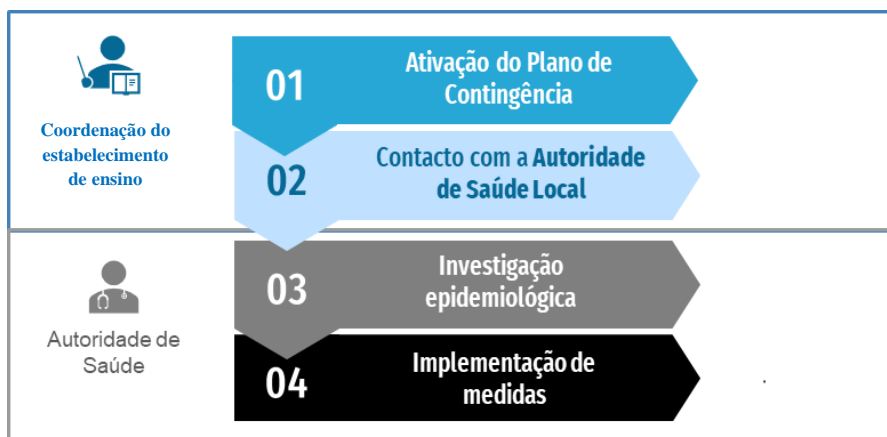 Coordenação do
estabelecimento
de ensino
01
Ativação do Plano de
Contingência
02
Contacto com a Autoridade
de Saúde Local
Autoridade de
Saúde
03
Investigação
epidemiológica
04
Implementação de
medidas
.